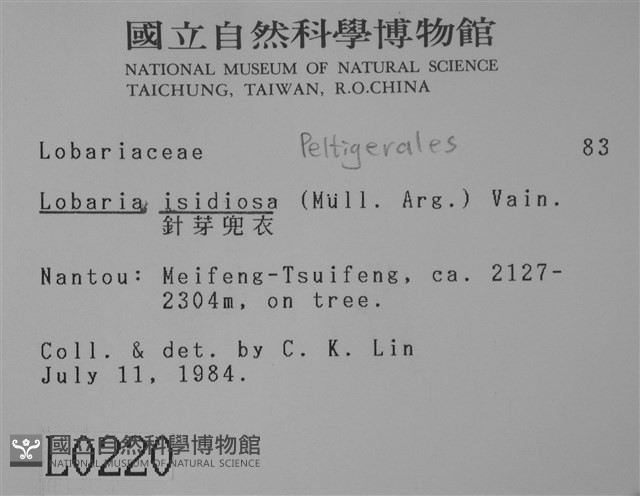 國立自然科學博物館
NATIONAL MUSEUM OF NATURAL SCIENCE
TAICHUNG, TAIWAN, R.O.CHINA
Lobariaceae Peltigerales 83
Lobaria isidiosa (Müll. Arg.) Vain.
針芽兜衣
Nantou: Meifeng-Tsuifeng, ca. 2127-
2304m, on tree.
Coll. & det. by C. K. Lin
July 11, 1984.
國立自然科學博物館
NATIONAL MUSEUM OF NATURAL SCIENCE
L0220